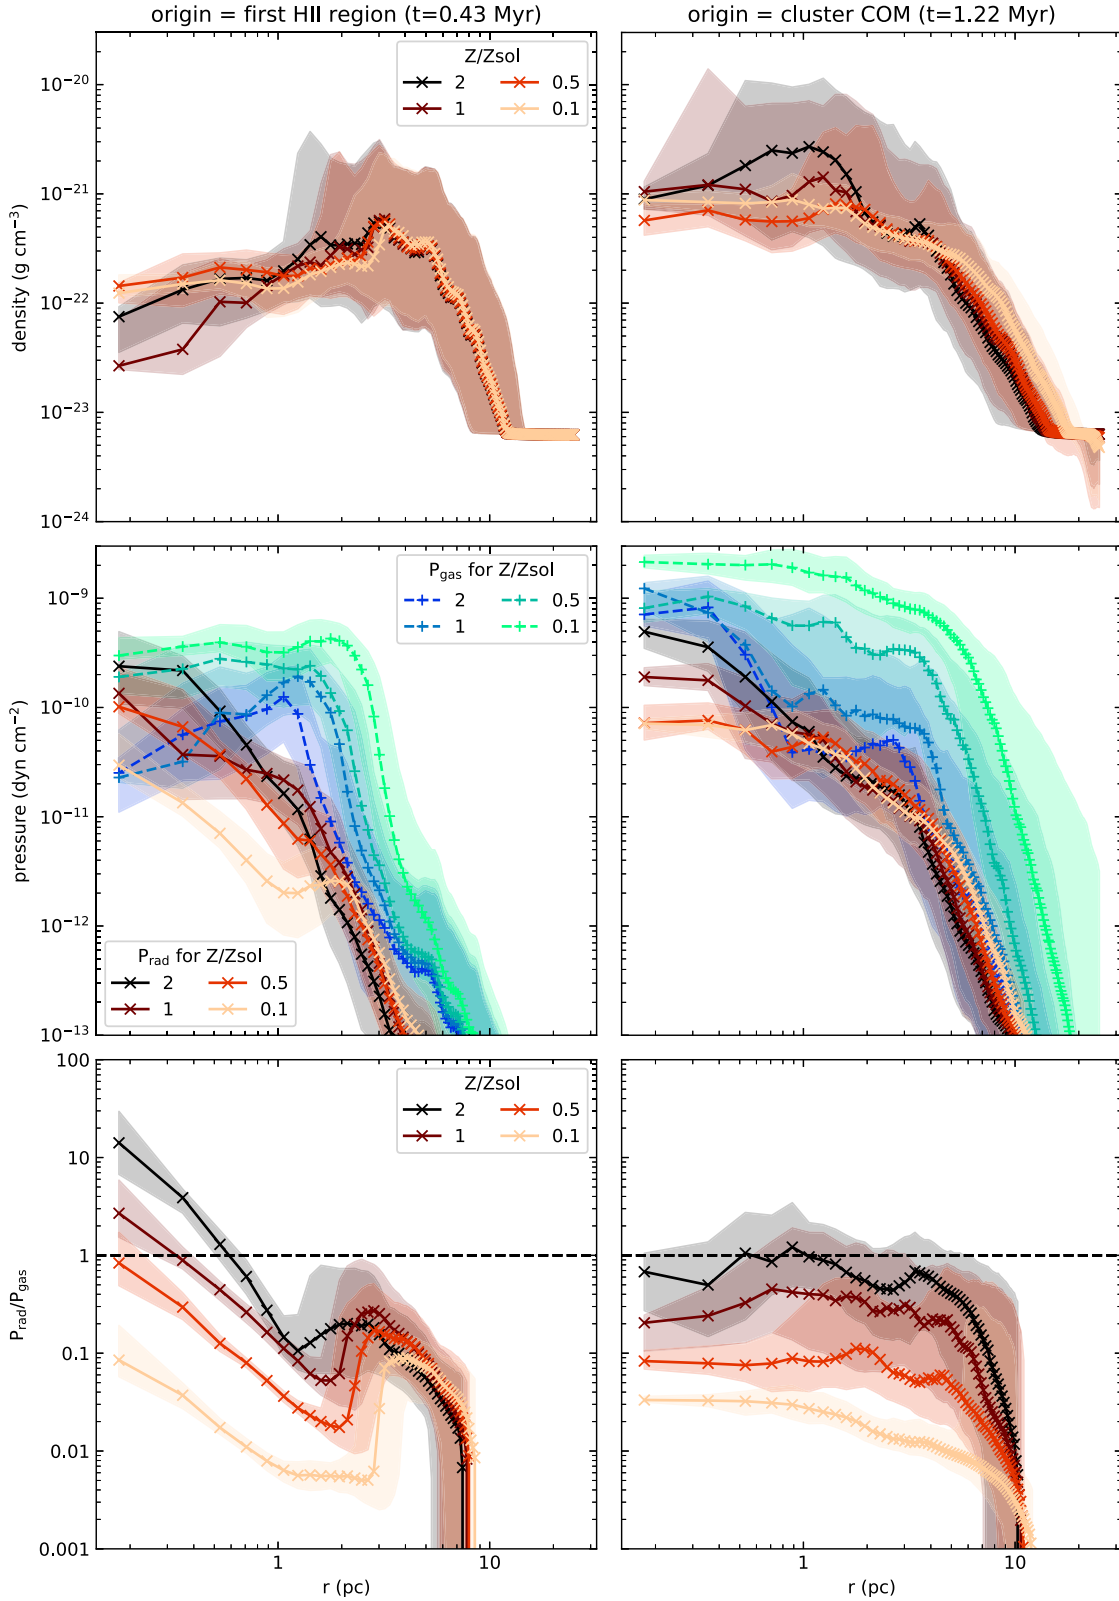 origin = first HII region (t=0.43 Myr)
origin = cluster COM (t=1.22 Myr)
Z/Zsol
2 0.5
1 0.1
10⁻²⁰
10⁻²¹
10⁻²²
10⁻²³
10⁻²⁴
density (g cm⁻³)
P_gas for Z/Zsol
2 0.5
1 0.1
P_rad for Z/Zsol
2 0.5
1 0.1
10⁻⁹
10⁻¹⁰
10⁻¹¹
10⁻¹²
10⁻¹³
pressure (dyn cm⁻²)
Z/Zsol
2 0.5
1 0.1
100
10
1
0.1
0.01
0.001
P_rad/P_gas
1 10
r (pc)
1 10
r (pc)